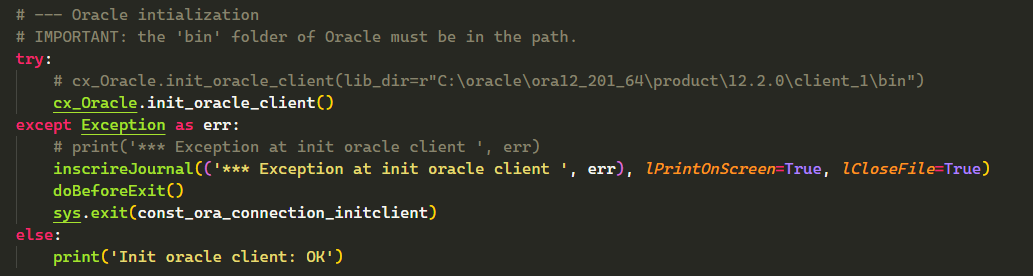 # --- Oracle intialization
# IMPORTANT: the 'bin' folder of Oracle must be in the path.
try:
    # cx_Oracle.init_oracle_client(lib_dir=r"C:\oracle\ora12_201_64\product\12.2.0\client_1\bin")
    cx_Oracle.init_oracle_client()
except Exception as err:
    # print('*** Exception at init oracle client ', err)
    inscrireJournal(('*** Exception at init oracle client ', err), lPrintOnScreen=True, lCloseFile=True)
    doBeforeExit()
    sys.exit(const_ora_connection_initclient)
else:
    print('Init oracle client: OK')